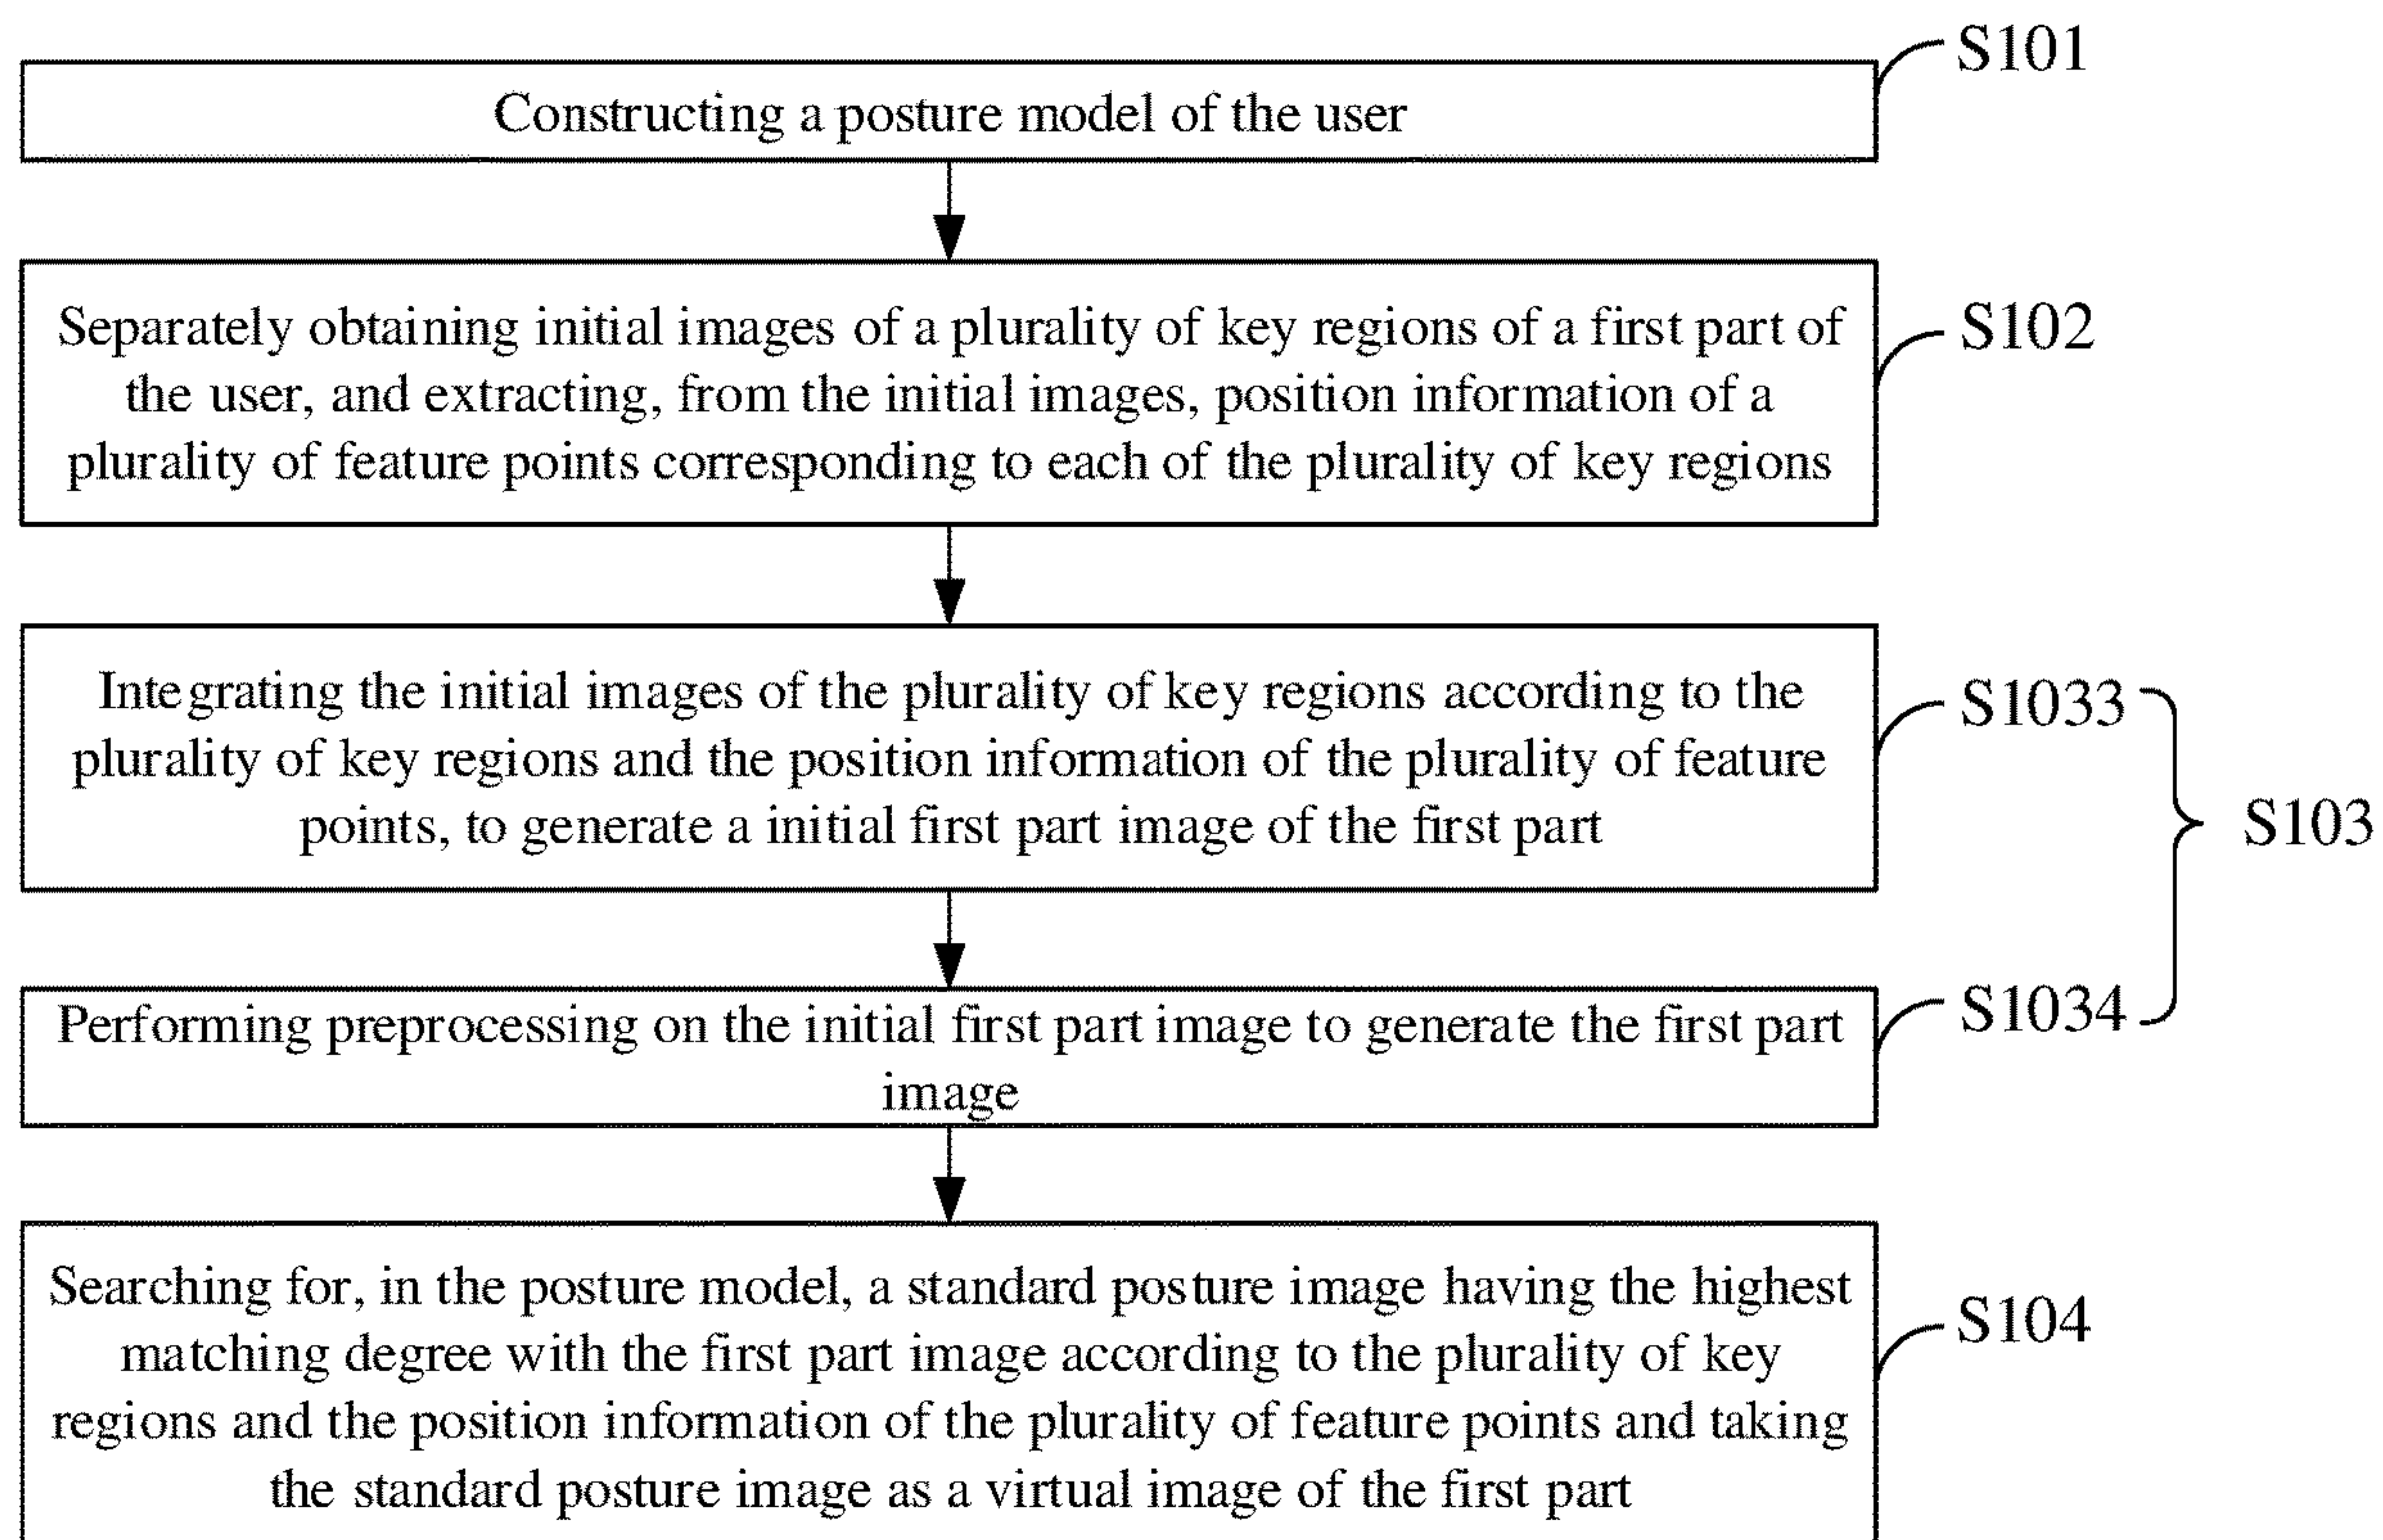 S101
Constructing a posture model of the user
Separately obtaining initial images of a plurality of key regions of a first part of
the user, and extracting, from the initial images, position information of a
plurality of feature points corresponding to each of the plurality of key regions
S102
Integrating the initial images of the plurality of key regions according to the
plurality of key regions and the position information of the plurality of feature
points, to generate a initial first part image of the first part
S1033
S103
Performing preprocessing on the initial first part image to generate the first part
image
S1034
Searching for, in the posture model, a standard posture image having the highest
matching degree with the first part image according to the plurality of key
regions and the position information of the plurality of feature points and taking
the standard posture image as a virtual image of the first part
S104